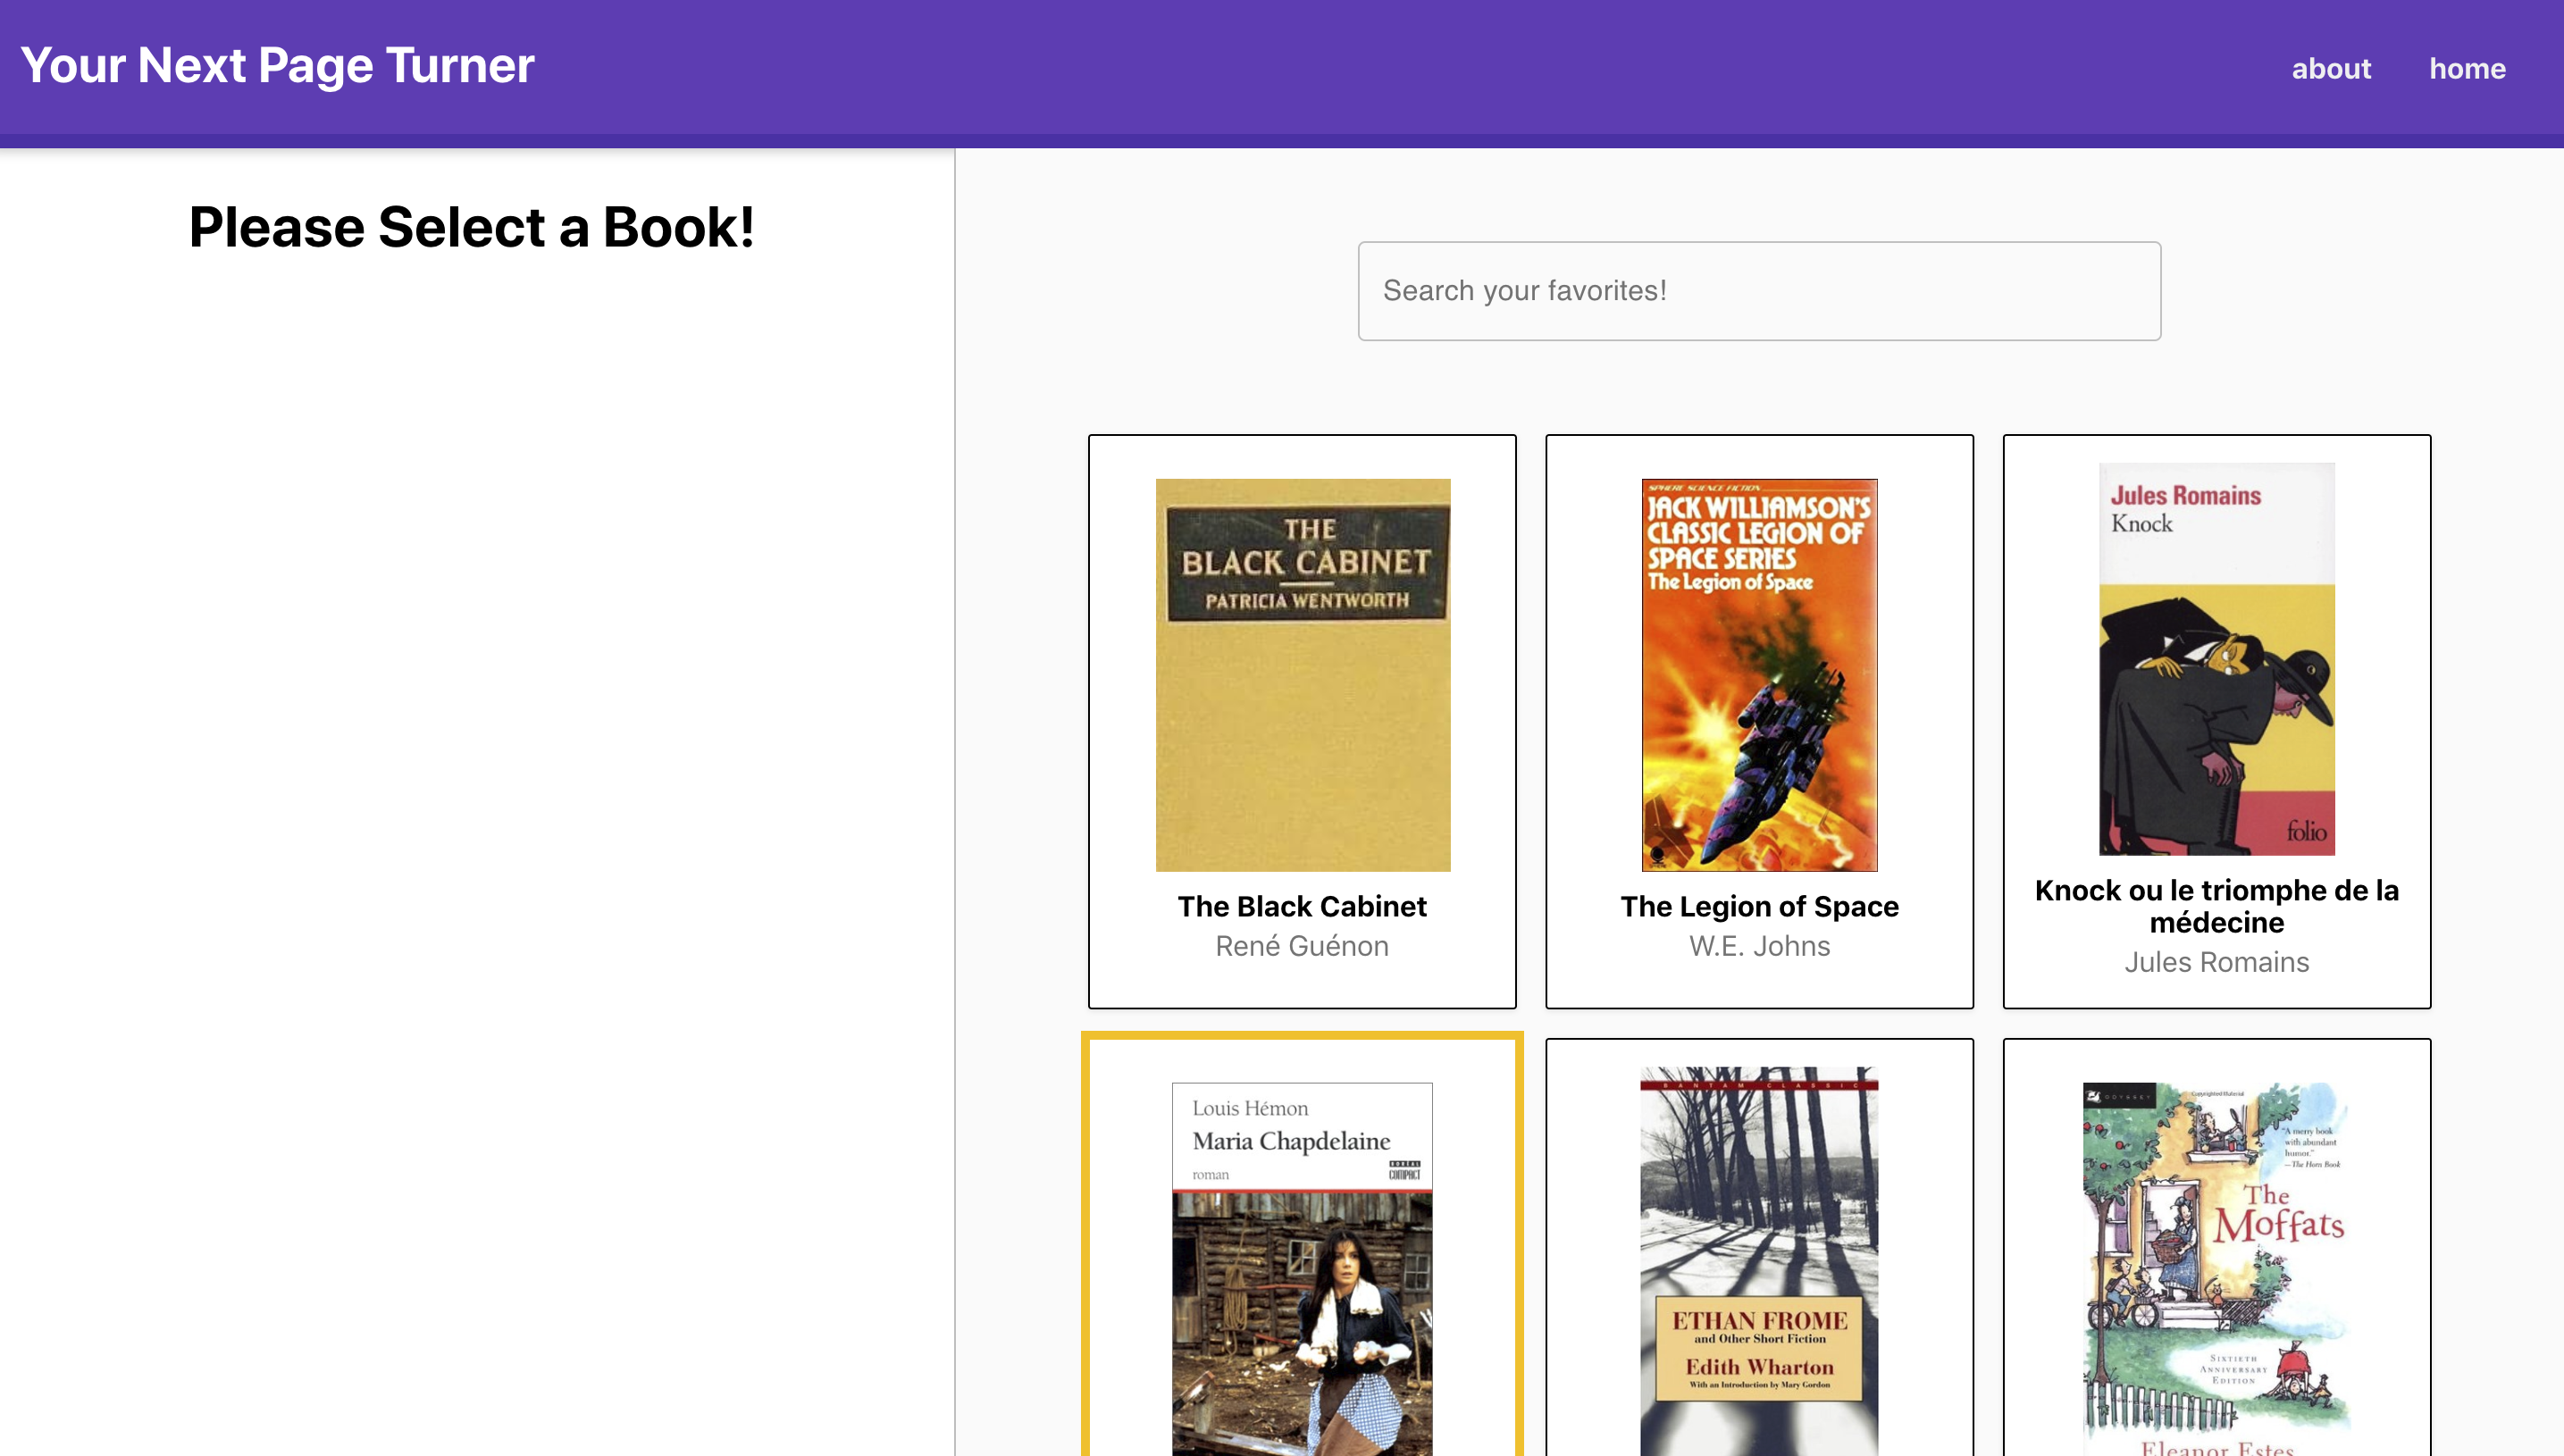 Your Next Page Turner
about
home
Please Select a Book!
Search your favorites!
THE
BLACK CABINET
PATRICIA WENTWORTH
The Black Cabinet
René Guénon
SPHERE SCIENCE FICTION
JACK WILLIAMSON'S
CLASSIC LEGION OF
SPACE SERIES
The Legion of Space
The Legion of Space
W.E. Johns
Jules Romains
Knock
folio
Knock ou le triomphe de la
médecine
Jules Romains
Louis Hémon
Maria Chapdelaine
roman
BORÉAL
COMPACT
BANTAM CLASSIC
ETHAN FROME
and Other Short Fiction
Edith Wharton
With an Introduction by Mary Gordon
ODYSSEY
Copyrighted Material
"A merry book
with abundant
humor."
—The Horn Book
The
Moffats
SIXTIETH
ANNIVERSARY
EDITION
Eleanor Estes